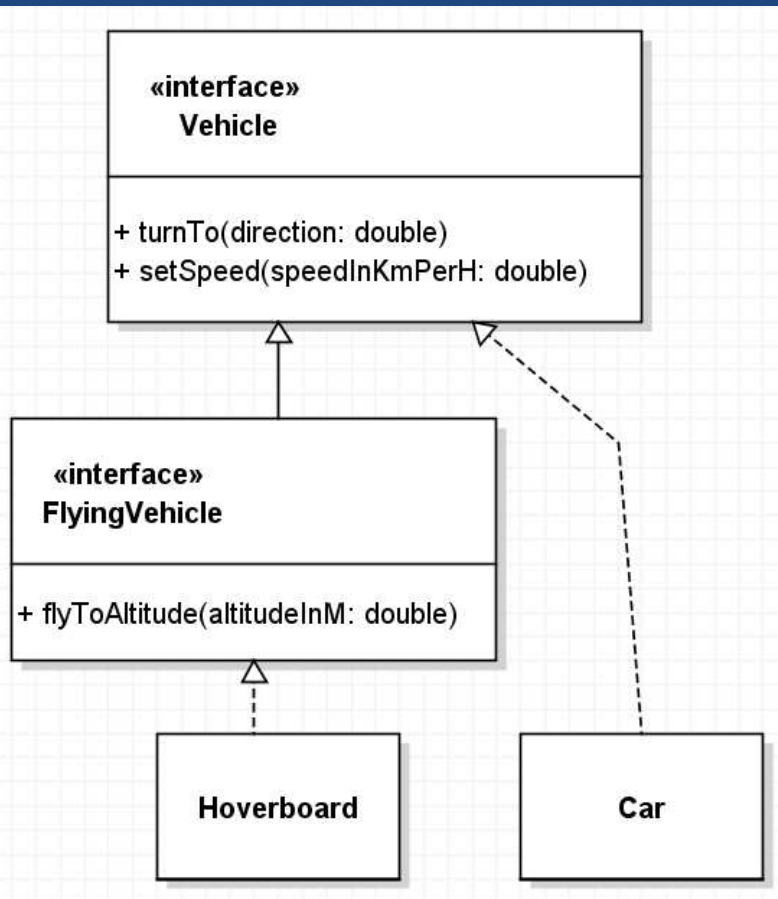 «interface»
Vehicle
+ turnTo(direction: double)
+ setSpeed(speedInKmPerH: double)
«interface»
FlyingVehicle
+ flyToAltitude(altitudeInM: double)
Hoverboard
Car